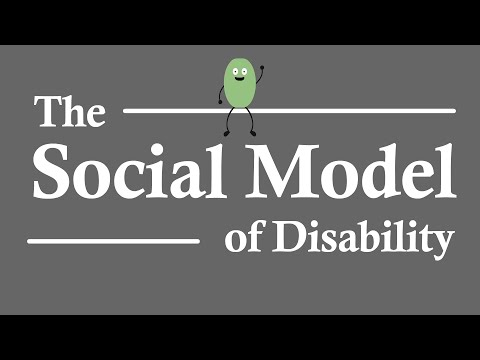 The
Social Model
of Disability